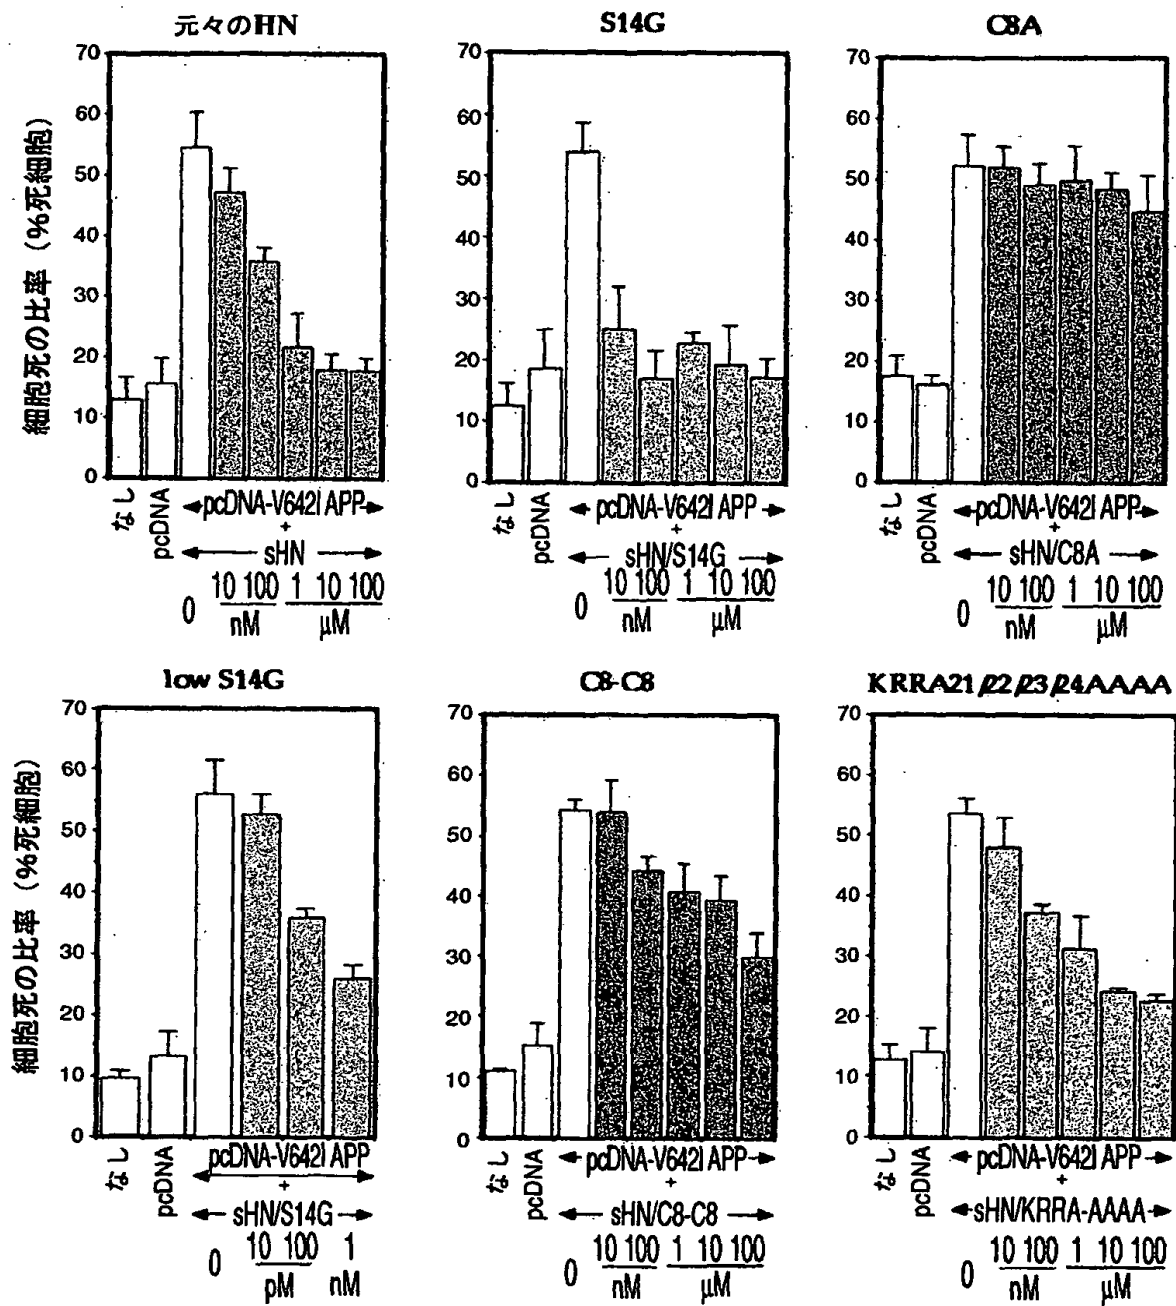 元々のHN
細胞死の比率 (%死細胞)
70
60
50
40
30
20
10
0
なし
pcDNA
pcDNA-V642I APP
+
sHN
0
10 100
nM
1 10 100
μM
S14G
70
60
50
40
30
20
10
0
なし
pcDNA
pcDNA-V642I APP
+
sHN/S14G
0
10 100
nM
1 10 100
μM
C8A
70
60
50
40
30
20
10
0
なし
pcDNA
pcDNA-V642I APP
+
sHN/C8A
0
10 100
nM
1 10 100
μM
low S14G
細胞死の比率 (%死細胞)
70
60
50
40
30
20
10
0
なし
pcDNA
pcDNA-V642I APP
+
sHN/S14G
0
10 100
pM
1
nM
C8-C8
70
60
50
40
30
20
10
0
なし
pcDNA
pcDNA-V642I APP
+
sHN/C8-C8
0
10 100
nM
1 10 100
μM
KRRA21/22/23/24AAAA
70
60
50
40
30
20
10
0
なし
pcDNA
pcDNA-V642I APP
+
sHN/KRRA-AAAA
0
10 100
nM
1 10 100
μM